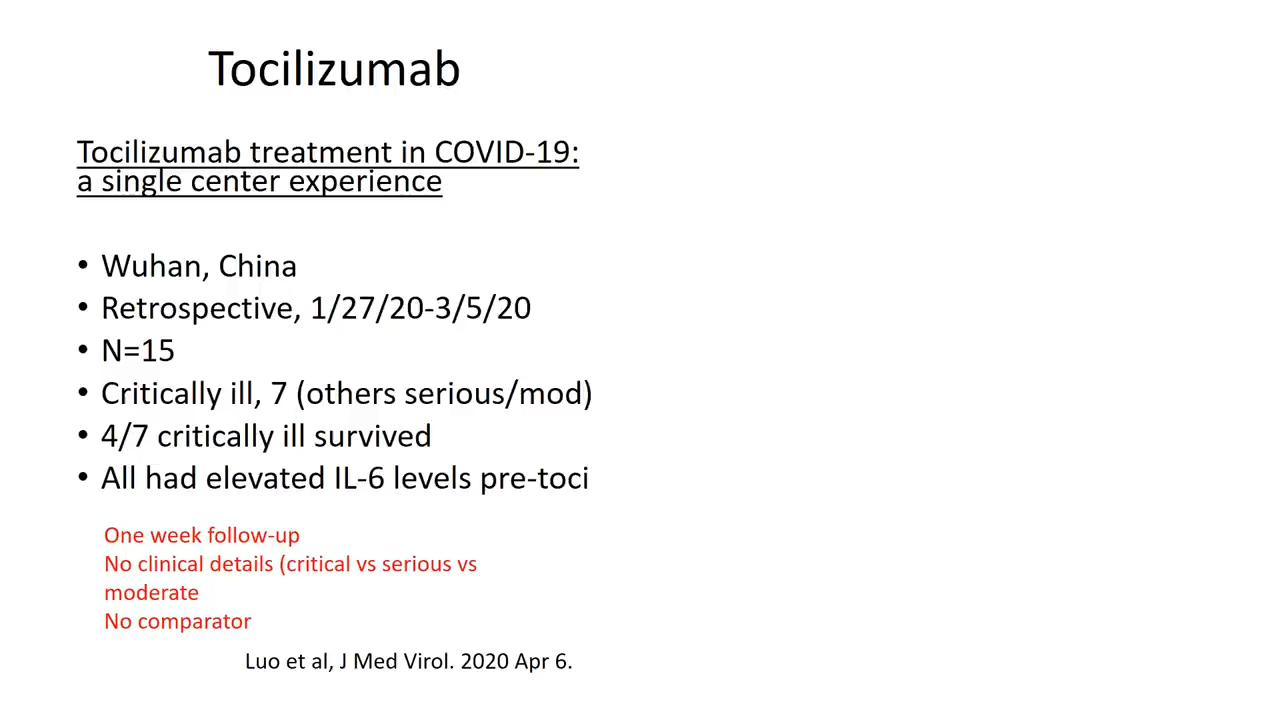 Tocilizumab
Tocilizumab treatment in COVID-19:
a single center experience
• Wuhan, China
• Retrospective, 1/27/20-3/5/20
• N=15
• Critically ill, 7 (others serious/mod)
• 4/7 critically ill survived
• All had elevated IL-6 levels pre-toci
One week follow-up
No clinical details (critical vs serious vs
moderate
No comparator
Luo et al, J Med Virol. 2020 Apr 6.